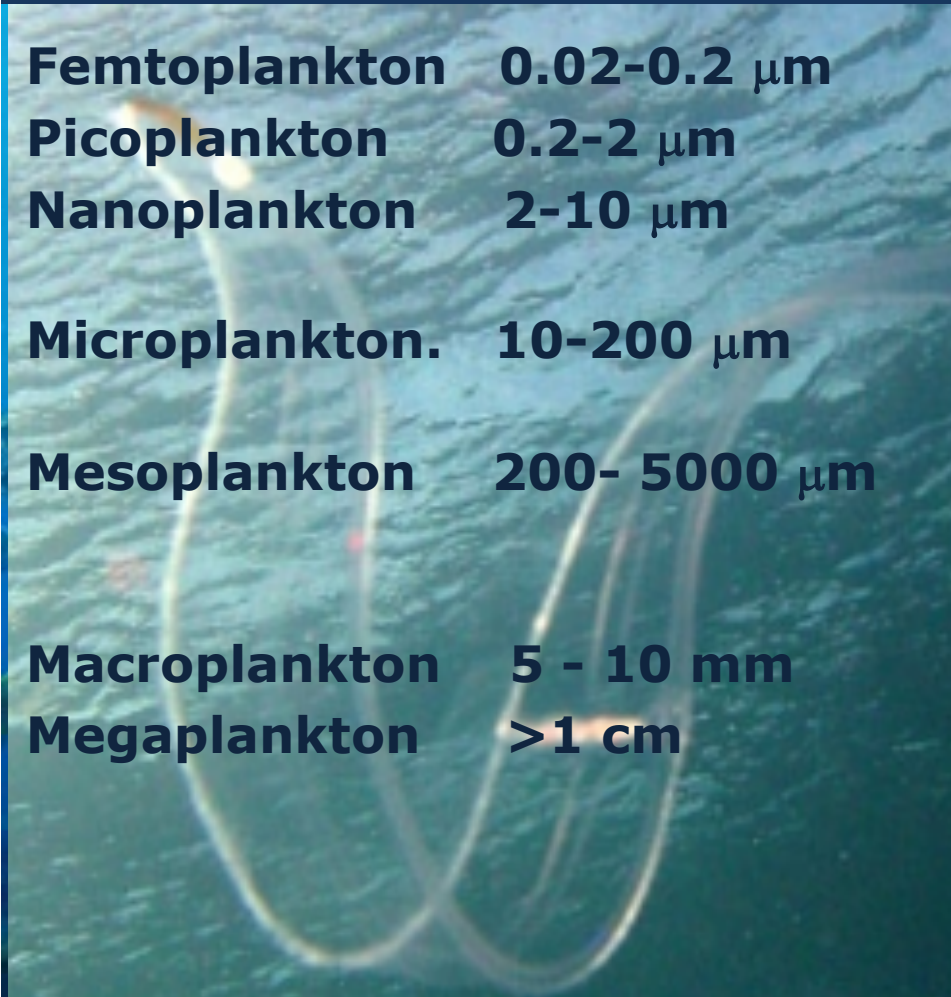 Femtoplankton 0.02-0.2 μm
Picoplankton 0.2-2 μm
Nanoplankton 2-10 μm
Microplankton. 10-200 μm
Mesoplankton 200- 5000 μm
Macroplankton 5 - 10 mm
Megaplankton >1 cm